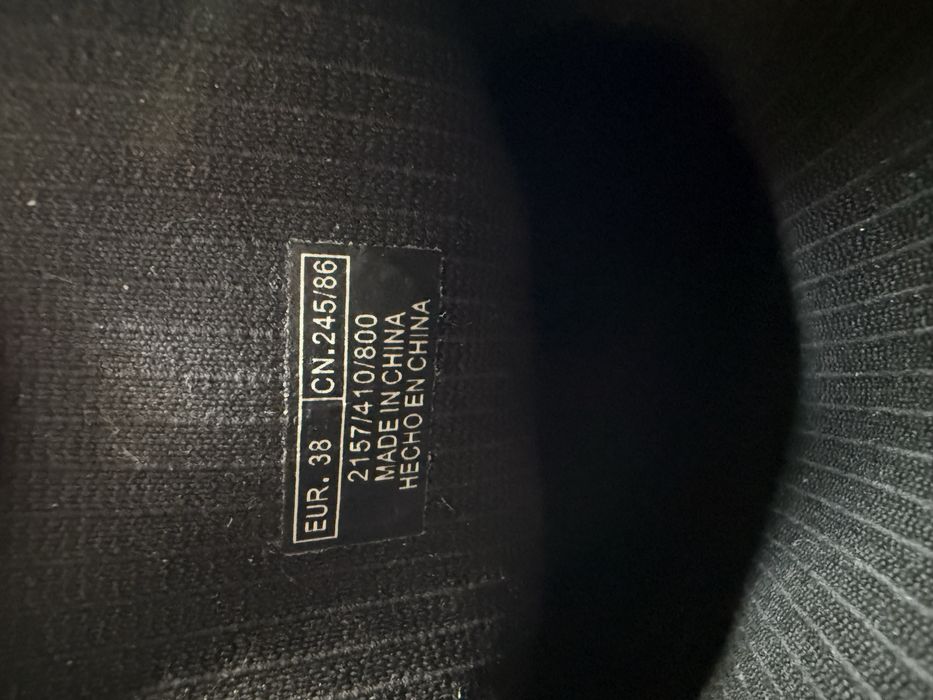 EUR. 38 CN.245/86
2157/410/800
MADE IN CHINA
HECHO EN CHINA